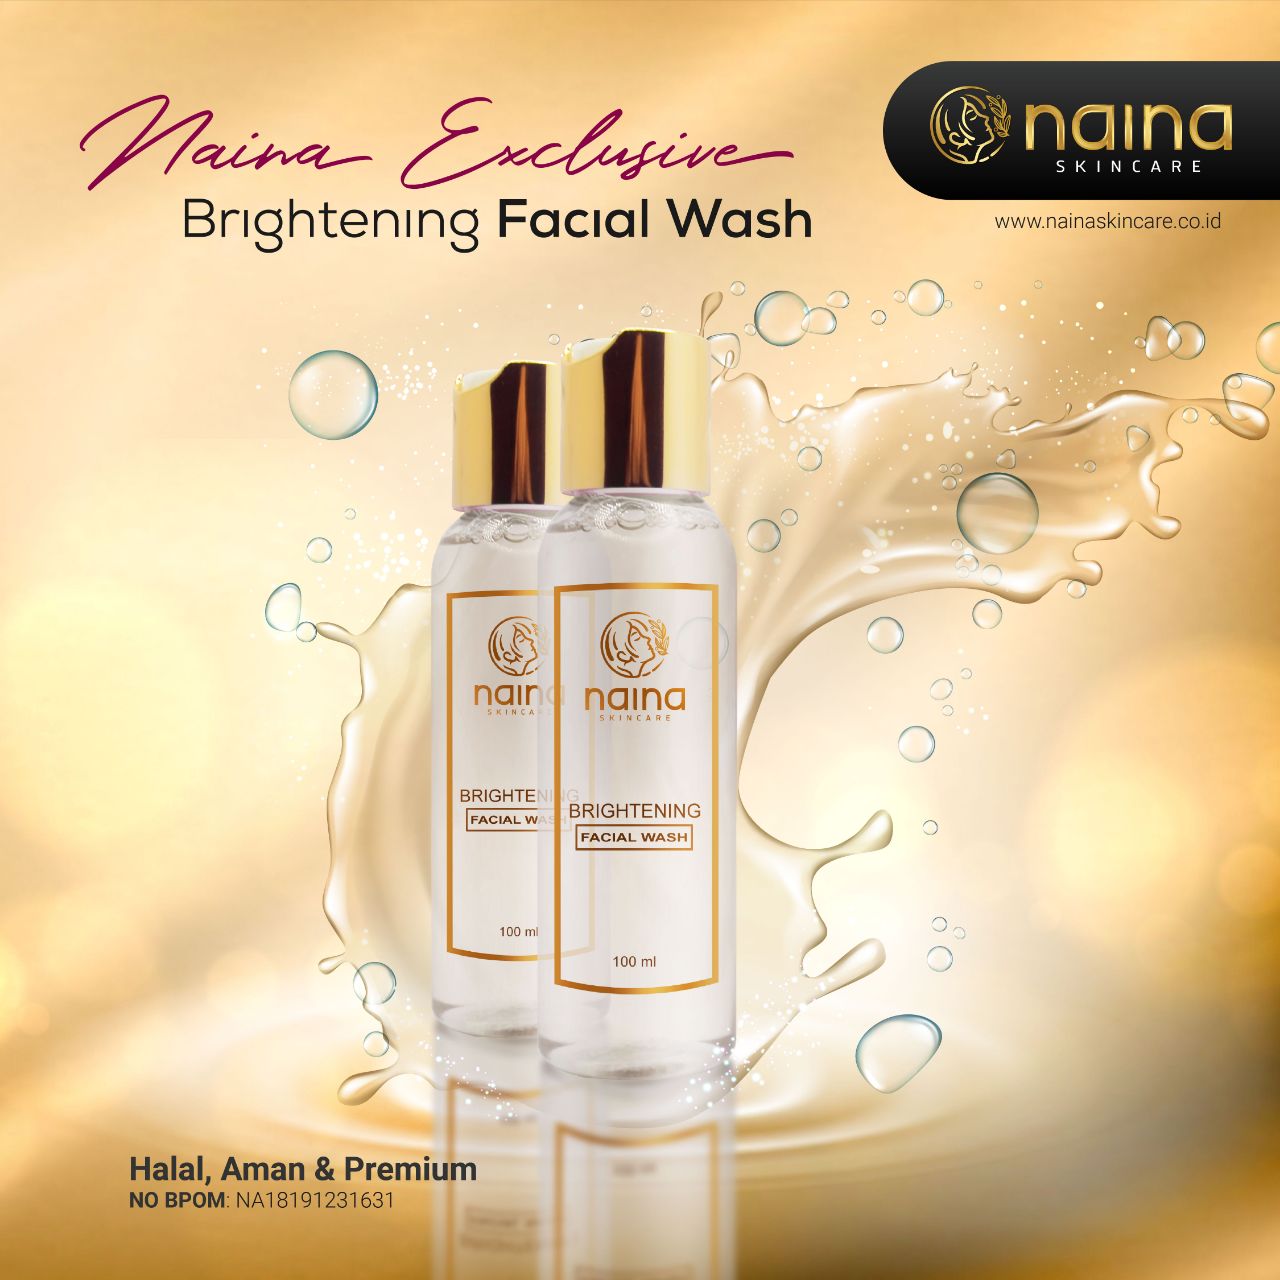 Naina Exclusive
Brightening Facial Wash
naina
SKINCARE
www.nainaskincare.co.id
naina
SKINCARE
BRIGHTENING
FACIAL WASH
100 ml
naina
SKINCARE
BRIGHTENING
FACIAL WASH
100 ml
Halal, Aman & Premium
NO BPOM: NA18191231631